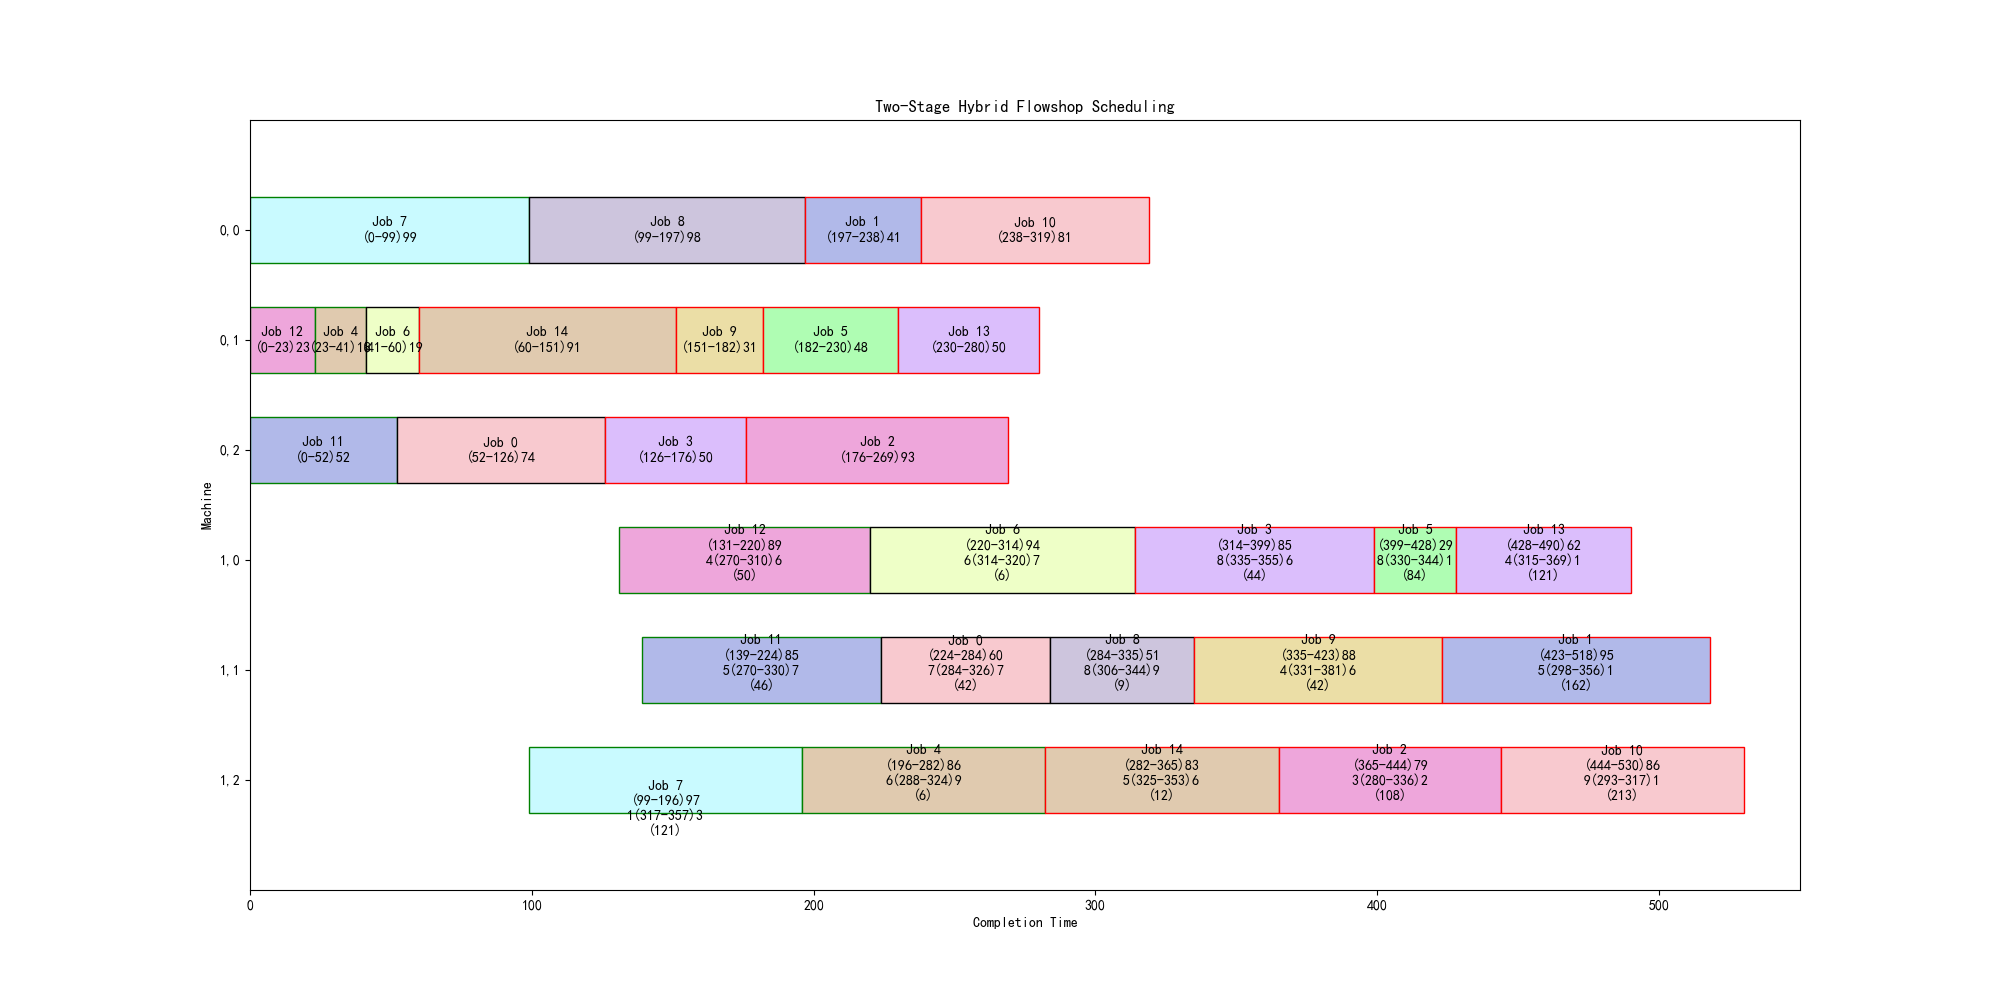 Two-Stage Hybrid Flowshop Scheduling
0,0
Job 7
(0-99)99
Job 8
(99-197)98
Job 1
(197-238)41
Job 10
(238-319)81
0,1
Job 12
(0-23)23
Job 4
(23-41)18
Job 6
(41-60)19
Job 14
(60-151)91
Job 9
(151-182)31
Job 5
(182-230)48
Job 13
(230-280)50
0,2
Job 11
(0-52)52
Job 0
(52-126)74
Job 3
(126-176)50
Job 2
(176-269)93
Machine
1,0
Job 12
(131-220)89
4(270-310)6
(50)
Job 6
(220-314)94
6(314-320)7
(6)
Job 3
(314-399)85
8(335-355)6
(44)
Job 5
(399-428)29
8(330-344)1
(84)
Job 13
(428-490)62
4(315-369)1
(121)
1,1
Job 11
(139-224)85
5(270-330)7
(46)
Job 0
(224-284)60
7(284-326)7
(42)
Job 8
(284-335)51
8(306-344)9
(9)
Job 9
(335-423)88
4(331-381)6
(42)
Job 1
(423-518)95
5(298-356)1
(162)
1,2
Job 7
(99-196)97
1(317-357)3
(121)
Job 4
(196-282)86
6(288-324)9
(6)
Job 14
(282-365)83
5(325-353)6
(12)
Job 2
(365-444)79
3(280-336)2
(108)
Job 10
(444-530)86
9(293-317)1
(213)
0
100
200
300
400
500
Completion Time